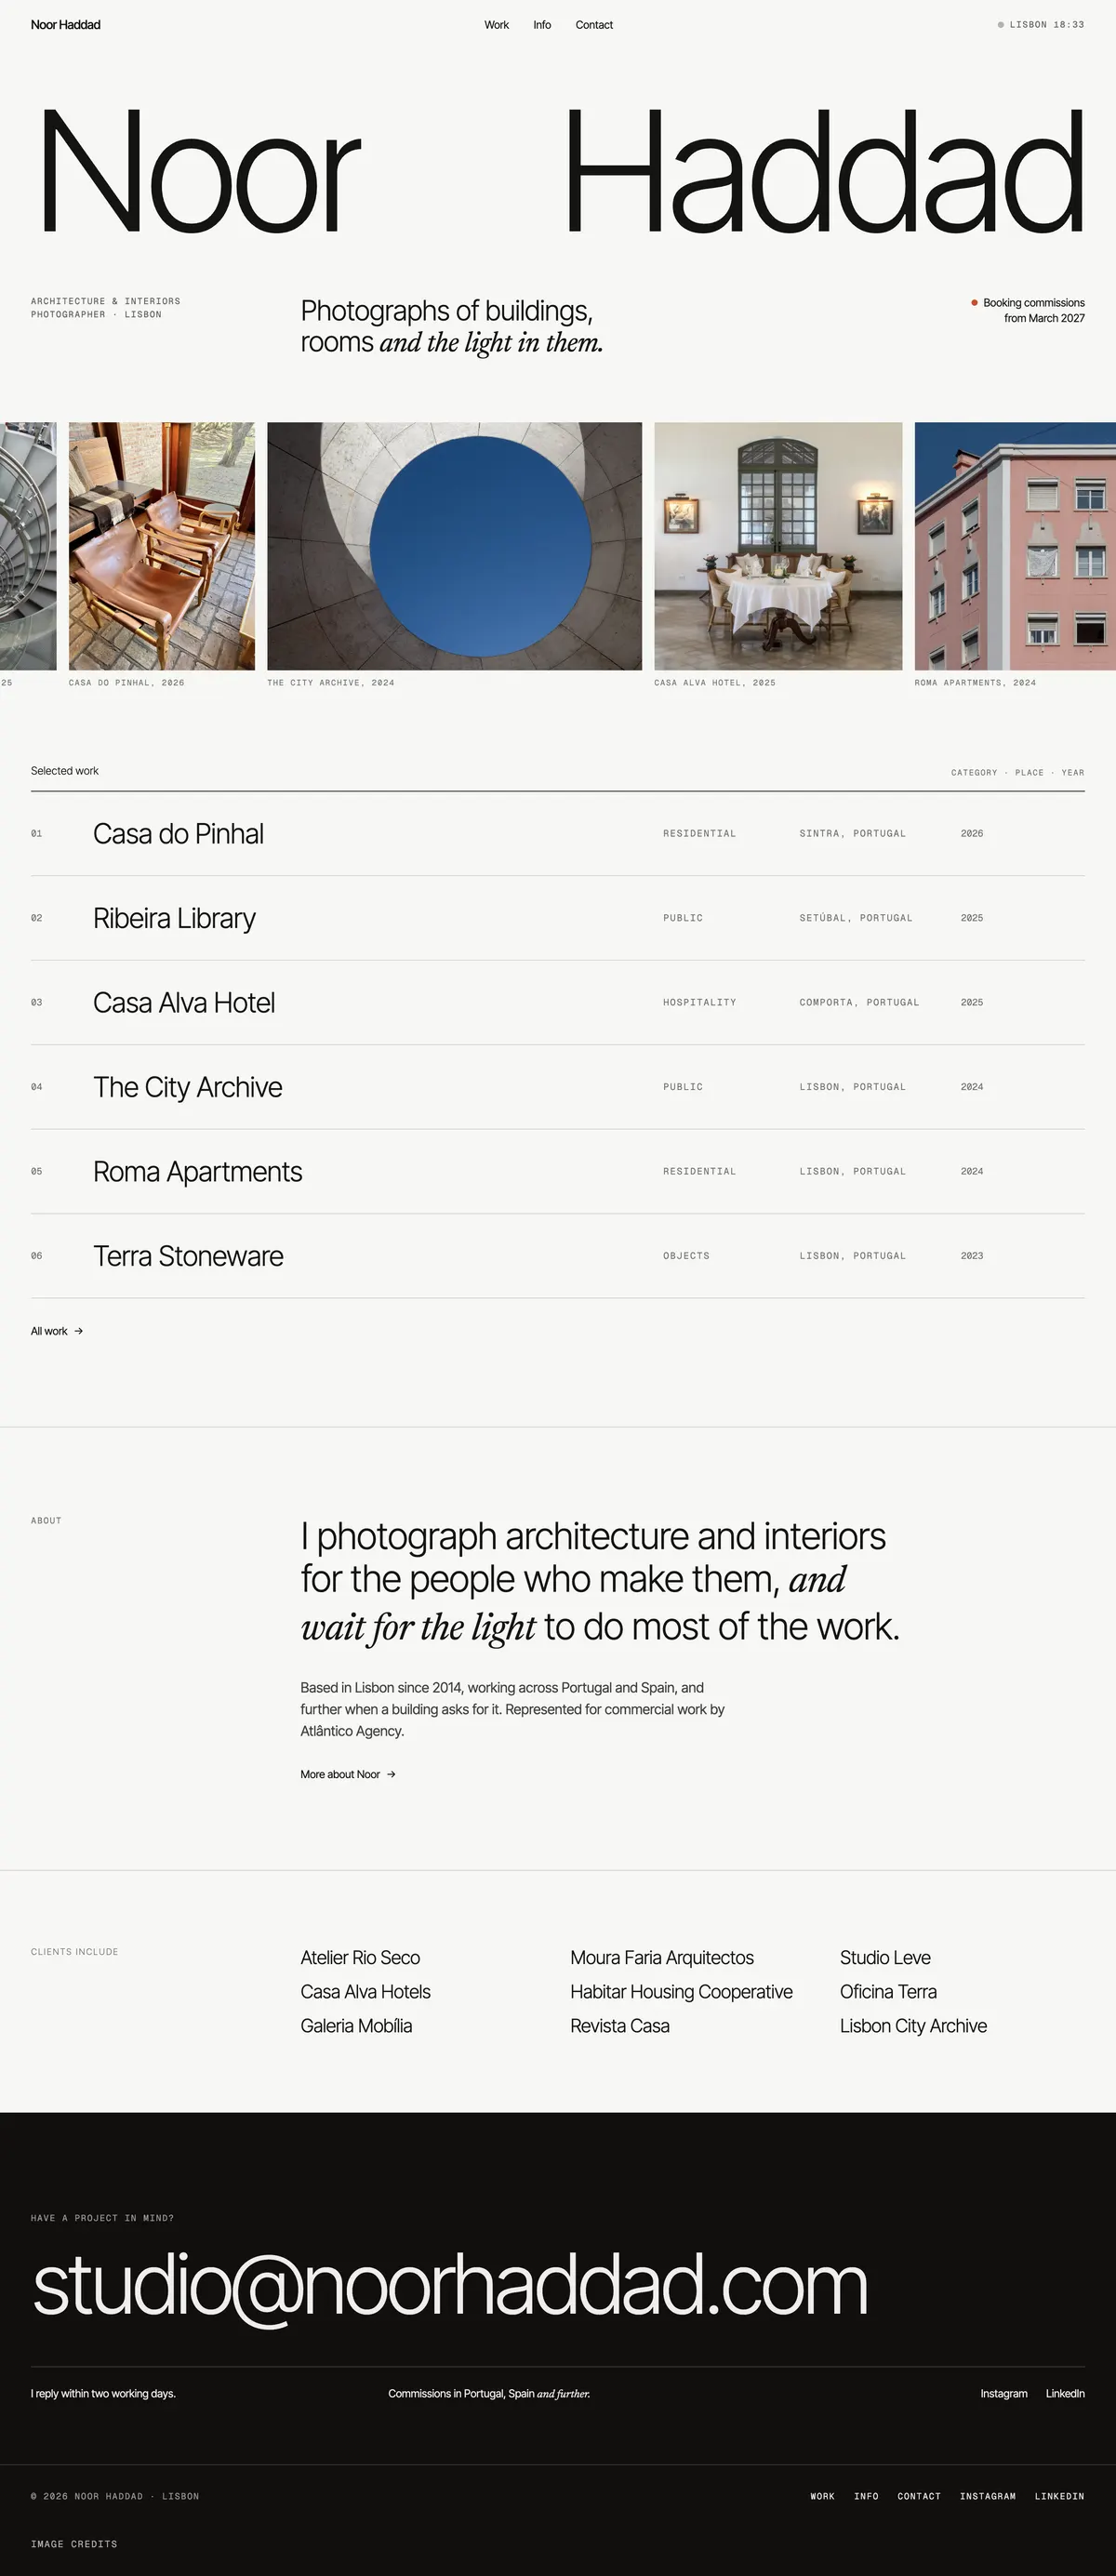 Noor Haddad
Work Info Contact
LISBON 18:33
Noor Haddad
ARCHITECTURE & INTERIORS
PHOTOGRAPHER · LISBON
Photographs of buildings,
rooms and the light in them.
Booking commissions
from March 2027
25
CASA DO PINHAL, 2026
THE CITY ARCHIVE, 2024
CASA ALVA HOTEL, 2025
ROMA APARTMENTS, 2024
Selected work
CATEGORY · PLACE · YEAR
01 Casa do Pinhal RESIDENTIAL SINTRA, PORTUGAL 2026
02 Ribeira Library PUBLIC SETÚBAL, PORTUGAL 2025
03 Casa Alva Hotel HOSPITALITY COMPORTA, PORTUGAL 2025
04 The City Archive PUBLIC LISBON, PORTUGAL 2024
05 Roma Apartments RESIDENTIAL LISBON, PORTUGAL 2024
06 Terra Stoneware OBJECTS LISBON, PORTUGAL 2023
All work →
ABOUT
I photograph architecture and interiors
for the people who make them, and
wait for the light to do most of the work.
Based in Lisbon since 2014, working across Portugal and Spain, and
further when a building asks for it. Represented for commercial work by
Atlântico Agency.
More about Noor →
CLIENTS INCLUDE
Atelier Rio Seco Moura Faria Arquitectos Studio Leve
Casa Alva Hotels Habitar Housing Cooperative Oficina Terra
Galeria Mobília Revista Casa Lisbon City Archive
HAVE A PROJECT IN MIND?
studio@noorhaddad.com
I reply within two working days.
Commissions in Portugal, Spain and further.
Instagram LinkedIn
© 2026 NOOR HADDAD · LISBON
WORK INFO CONTACT INSTAGRAM LINKEDIN
IMAGE CREDITS